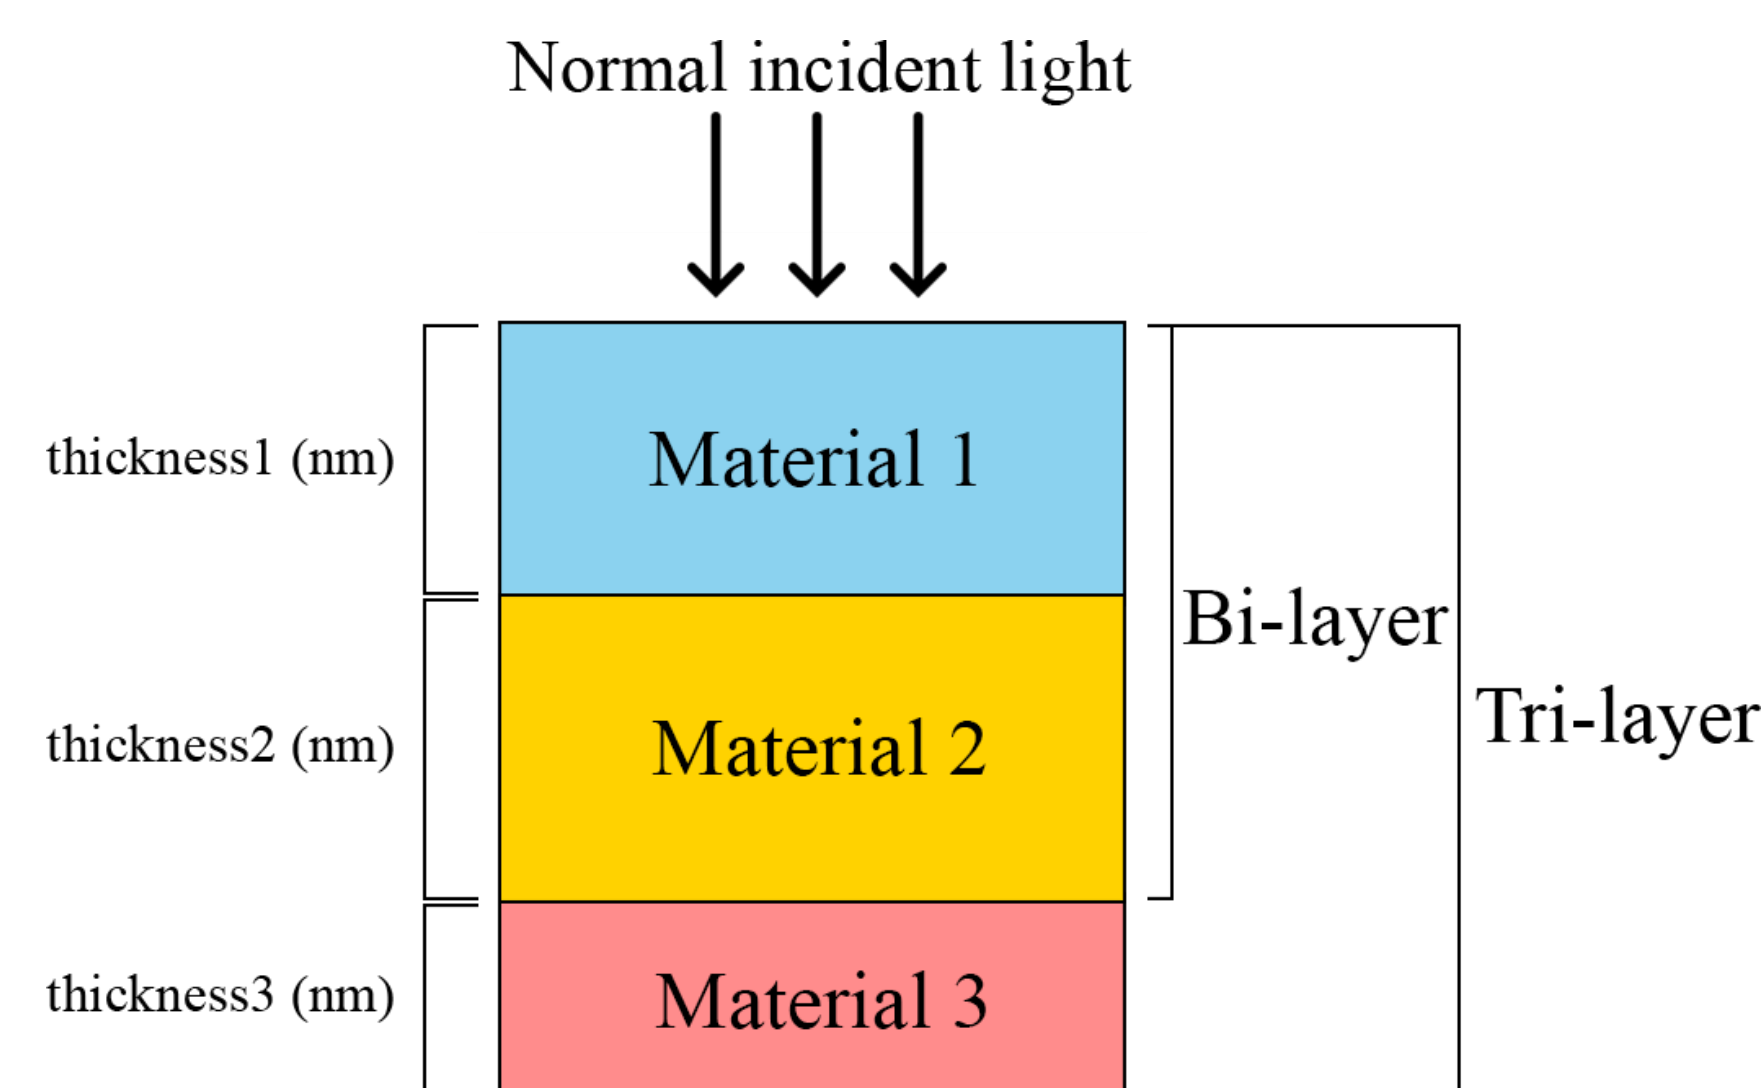 Normal incident light
thickness1 (nm)
Material 1
Bi-layer
Tri-layer
thickness2 (nm)
Material 2
thickness3 (nm)
Material 3